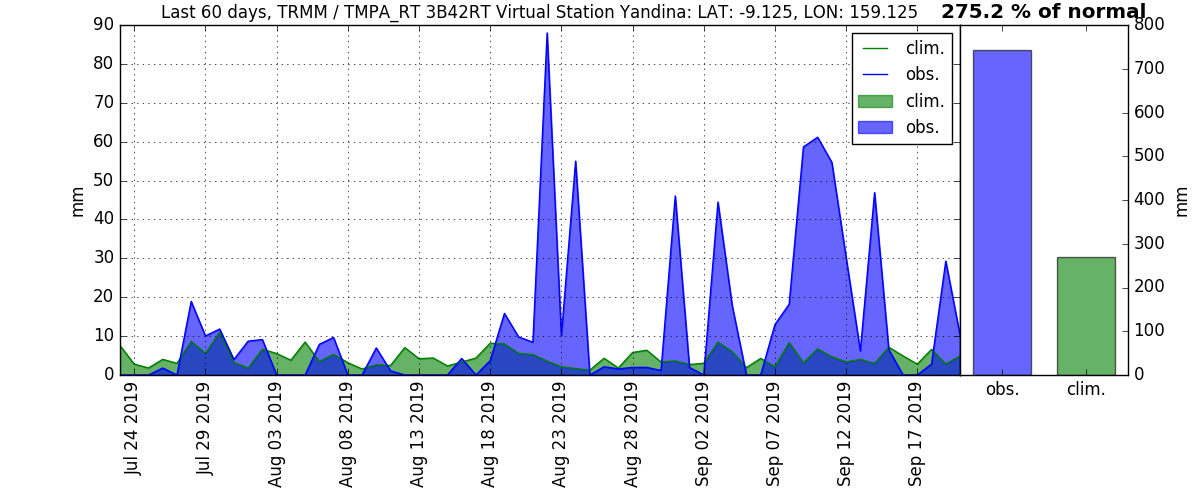 Last 60 days, TRMM / TMPA_RT 3B42RT Virtual Station Yandina: LAT: -9.125, LON: 159.125
275.2 % of normal
90
80
70
60
50
40
30
20
10
0
mm
clim.
obs.
clim.
obs.
800
700
600
500
400
300
200
100
0
mm
Jul 24 2019
Jul 29 2019
Aug 03 2019
Aug 08 2019
Aug 13 2019
Aug 18 2019
Aug 23 2019
Aug 28 2019
Sep 02 2019
Sep 07 2019
Sep 12 2019
Sep 17 2019
obs.
clim.